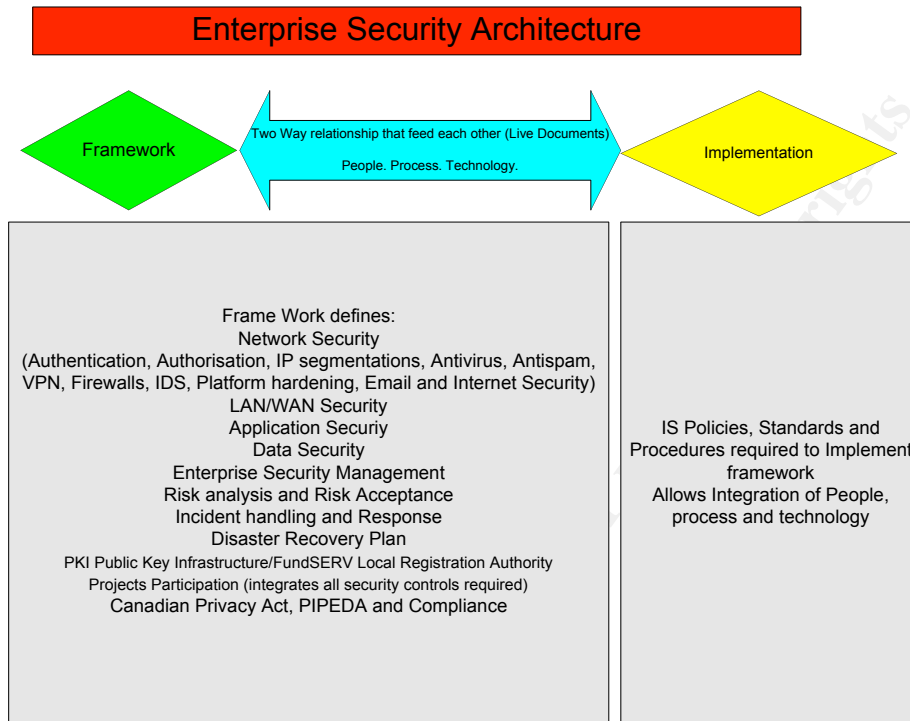 Enterprise Security Architecture
Framework
Two Way relationship that feed each other (Live Documents)
People. Process. Technology.
Implementation
Frame Work defines:
Network Security
(Authentication, Authorisation, IP segmentations, Antivirus, Antispam,
VPN, Firewalls, IDS, Platform hardening, Email and Internet Security)
LAN/WAN Security
Application Securiy
Data Security
Enterprise Security Management
Risk analysis and Risk Acceptance
Incident handling and Response
Disaster Recovery Plan
PKI Public Key Infrastructure/FundSERV Local Registration Authority
Projects Participation (integrates all security controls required)
Canadian Privacy Act, PIPEDA and Compliance
IS Policies, Standards and
Procedures required to Implement
framework
Allows Integration of People,
process and technology
rights